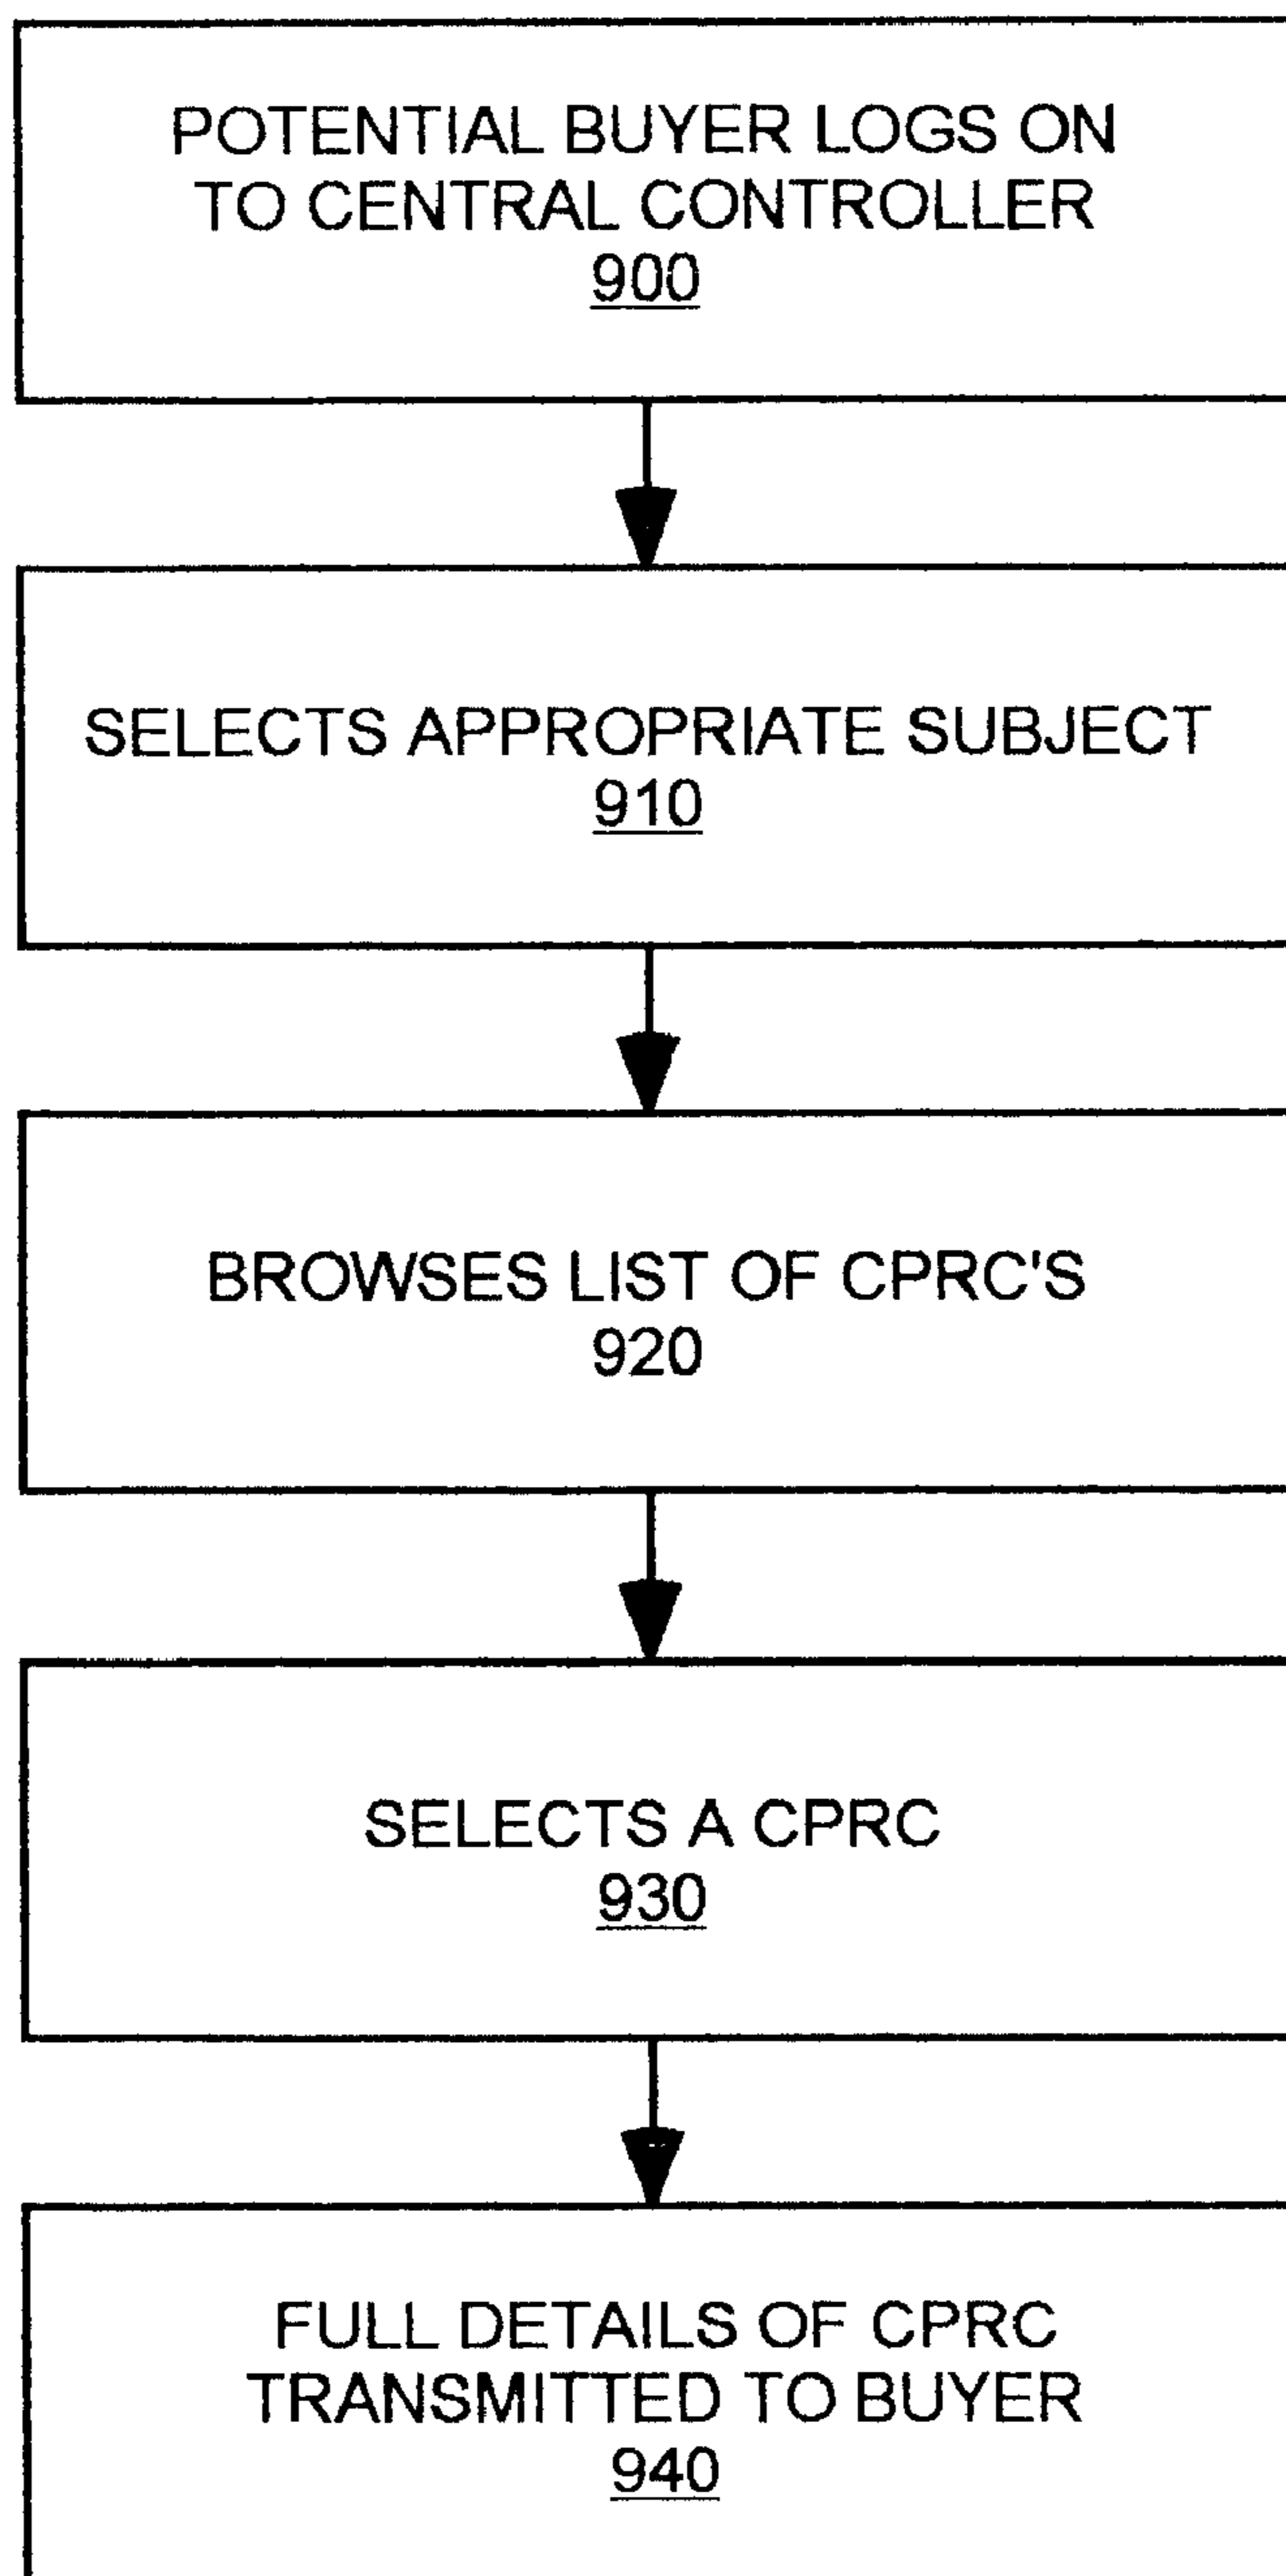 POTENTIAL BUYER LOGS ON
TO CENTRAL CONTROLLER
900
SELECTS APPROPRIATE SUBJECT
910
BROWSES LIST OF CPRC'S
920
SELECTS A CPRC
930
FULL DETAILS OF CPRC
TRANSMITTED TO BUYER
940